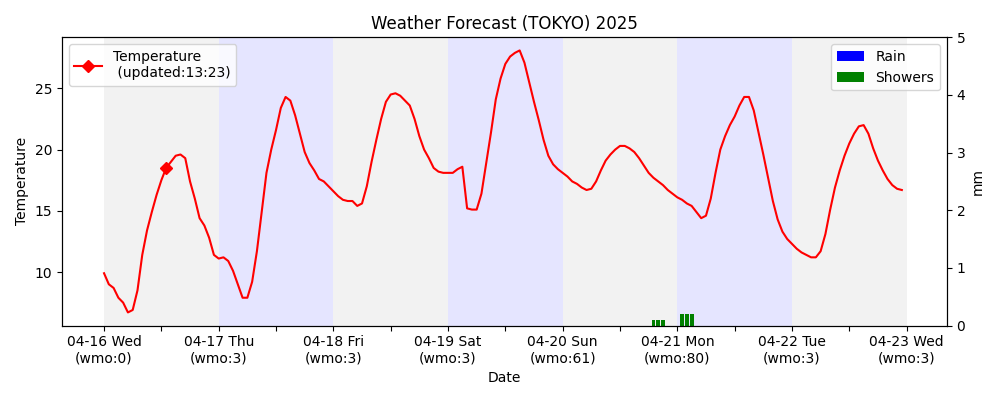 Weather Forecast (TOKYO) 2025
Temperature
(updated:13:23)
Rain
Showers
Temperature
25
20
15
10
5
4
3
2
1
0
mm
04-16 Wed
(wmo:0)
04-17 Thu
(wmo:3)
04-18 Fri
(wmo:3)
04-19 Sat
(wmo:3)
04-20 Sun
(wmo:61)
04-21 Mon
(wmo:80)
04-22 Tue
(wmo:3)
04-23 Wed
(wmo:3)
Date